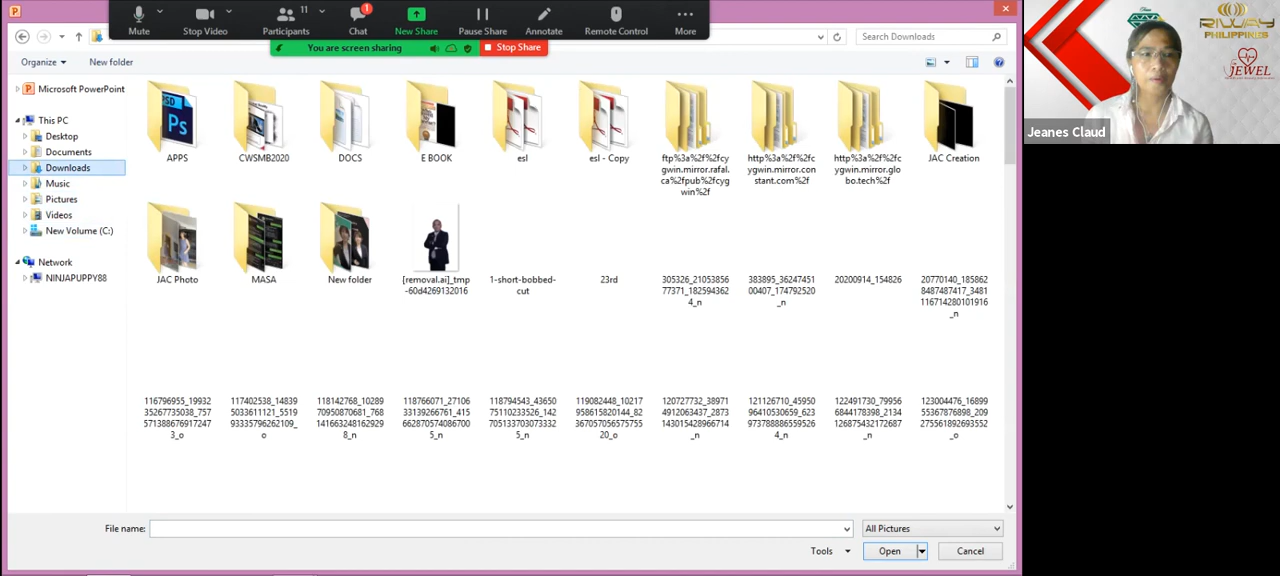 11
1
Mute
Stop Video
Participants
Chat
New Share
Pause Share
Annotate
Remote Control
More
You are screen sharing
Stop Share
Search Downloads
Organize
New folder
Microsoft PowerPoint
This PC
Desktop
Documents
Downloads
Music
Pictures
Videos
New Volume (C:)
Network
NINJAPUPPY88
APPS
CWSMB2020
DOCS
E BOOK
esl
esl - Copy
ftp%3a%2f%2fcy
gwin.mirror.rafal.
ca%2fpub%2fcyg
win%2f
http%3a%2f%2fc
ygwin.mirror.con
stant.com%2f
http%3a%2f%2fc
ygwin.mirror.glo
bo.tech%2f
JAC Creation
JAC Photo
MASA
New folder
[removal.ai]_tmp
-60d4269132016
1-short-bobbed-
cut
23rd
305326_21053856
77371_182594362
4_n
383895_36247451
00407_174792520
_n
20200914_154826
20770140_185862
8487487417_3481
116714280101916
_n
116796955_19932
35267735038_757
5713886769172473_o
117402538_14839
5033611121_5519
93335796262109_
o
118142768_10289
70950870681_768
141663248162928_n
118766071_27106
33139266761_415
662870574086700
5_n
118794543_43650
75110233526_142
705133703073332
5_n
119082448_10217
958615820144_82
367057056575755
20_o
120727732_38971
4912063437_2873
143015428966714
_n
121126710_45950
96410530659_623
973788886559526
4_n
122491730_79956
6844178398_2134
126875432172687
_n
123004476_16899
55367876898_209
275561892693552
_o
File name:
All Pictures
Tools
Open
Cancel
RIWAY
PHILIPPINES
JEWEL
Jeanes Claud